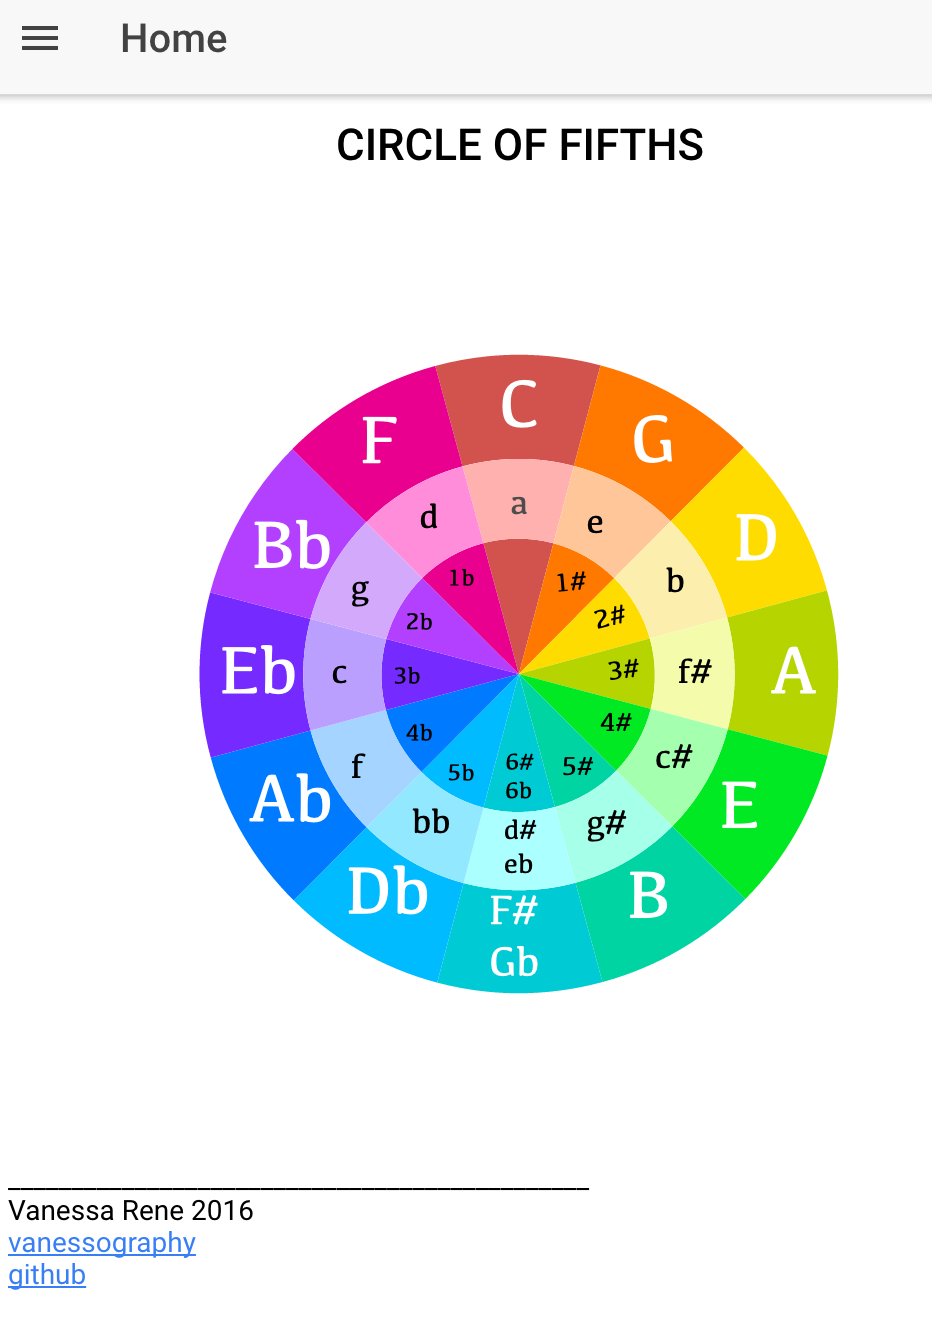 Home
CIRCLE OF FIFTHS
C
G
D
A
E
B
F#
Gb
Db
Ab
Eb
Bb
F
a
e
b
f#
c#
g#
d#
eb
bb
f
c
g
d
1#
2#
3#
4#
5#
6#
6b
5b
4b
3b
2b
1b
Vanessa Rene 2016
vanessography
github